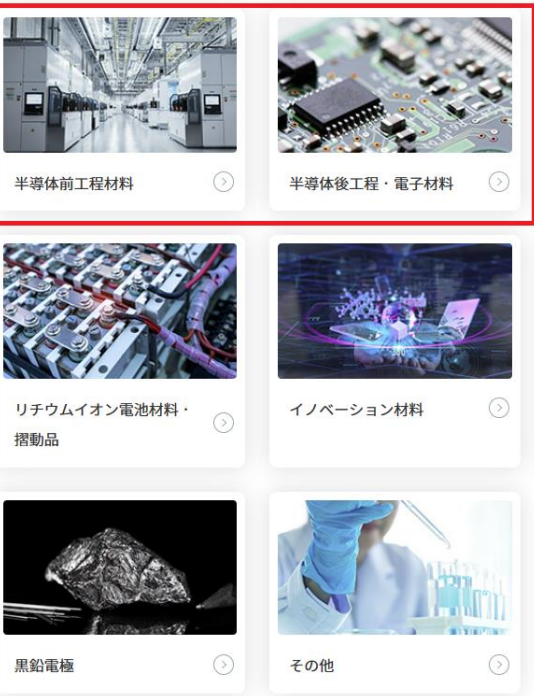 半導体前工程材料
半導体後工程・電子材料
リチウムイオン電池材料・
摺動品
イノベーション材料
黒鉛電極
その他